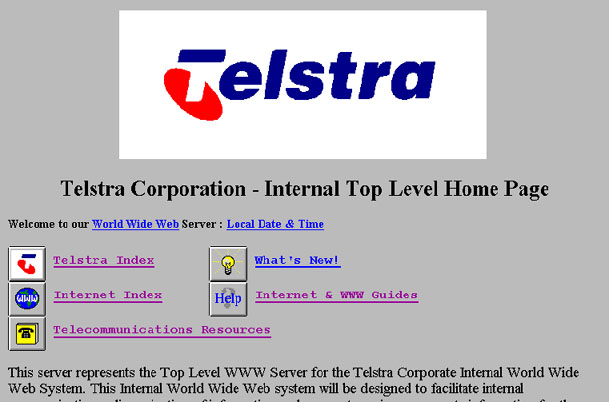 Telstra
Telstra Corporation - Internal Top Level Home Page
Welcome to our World Wide Web Server : Local Date & Time
Telstra Index What's New!
WWW Internet Index Help Internet & WWW Guides
Telecommunications Resources
This server represents the Top Level WWW Server for the Telstra Corporate Internal World Wide
Web System. This Internal World Wide Web system will be designed to facilitate internal